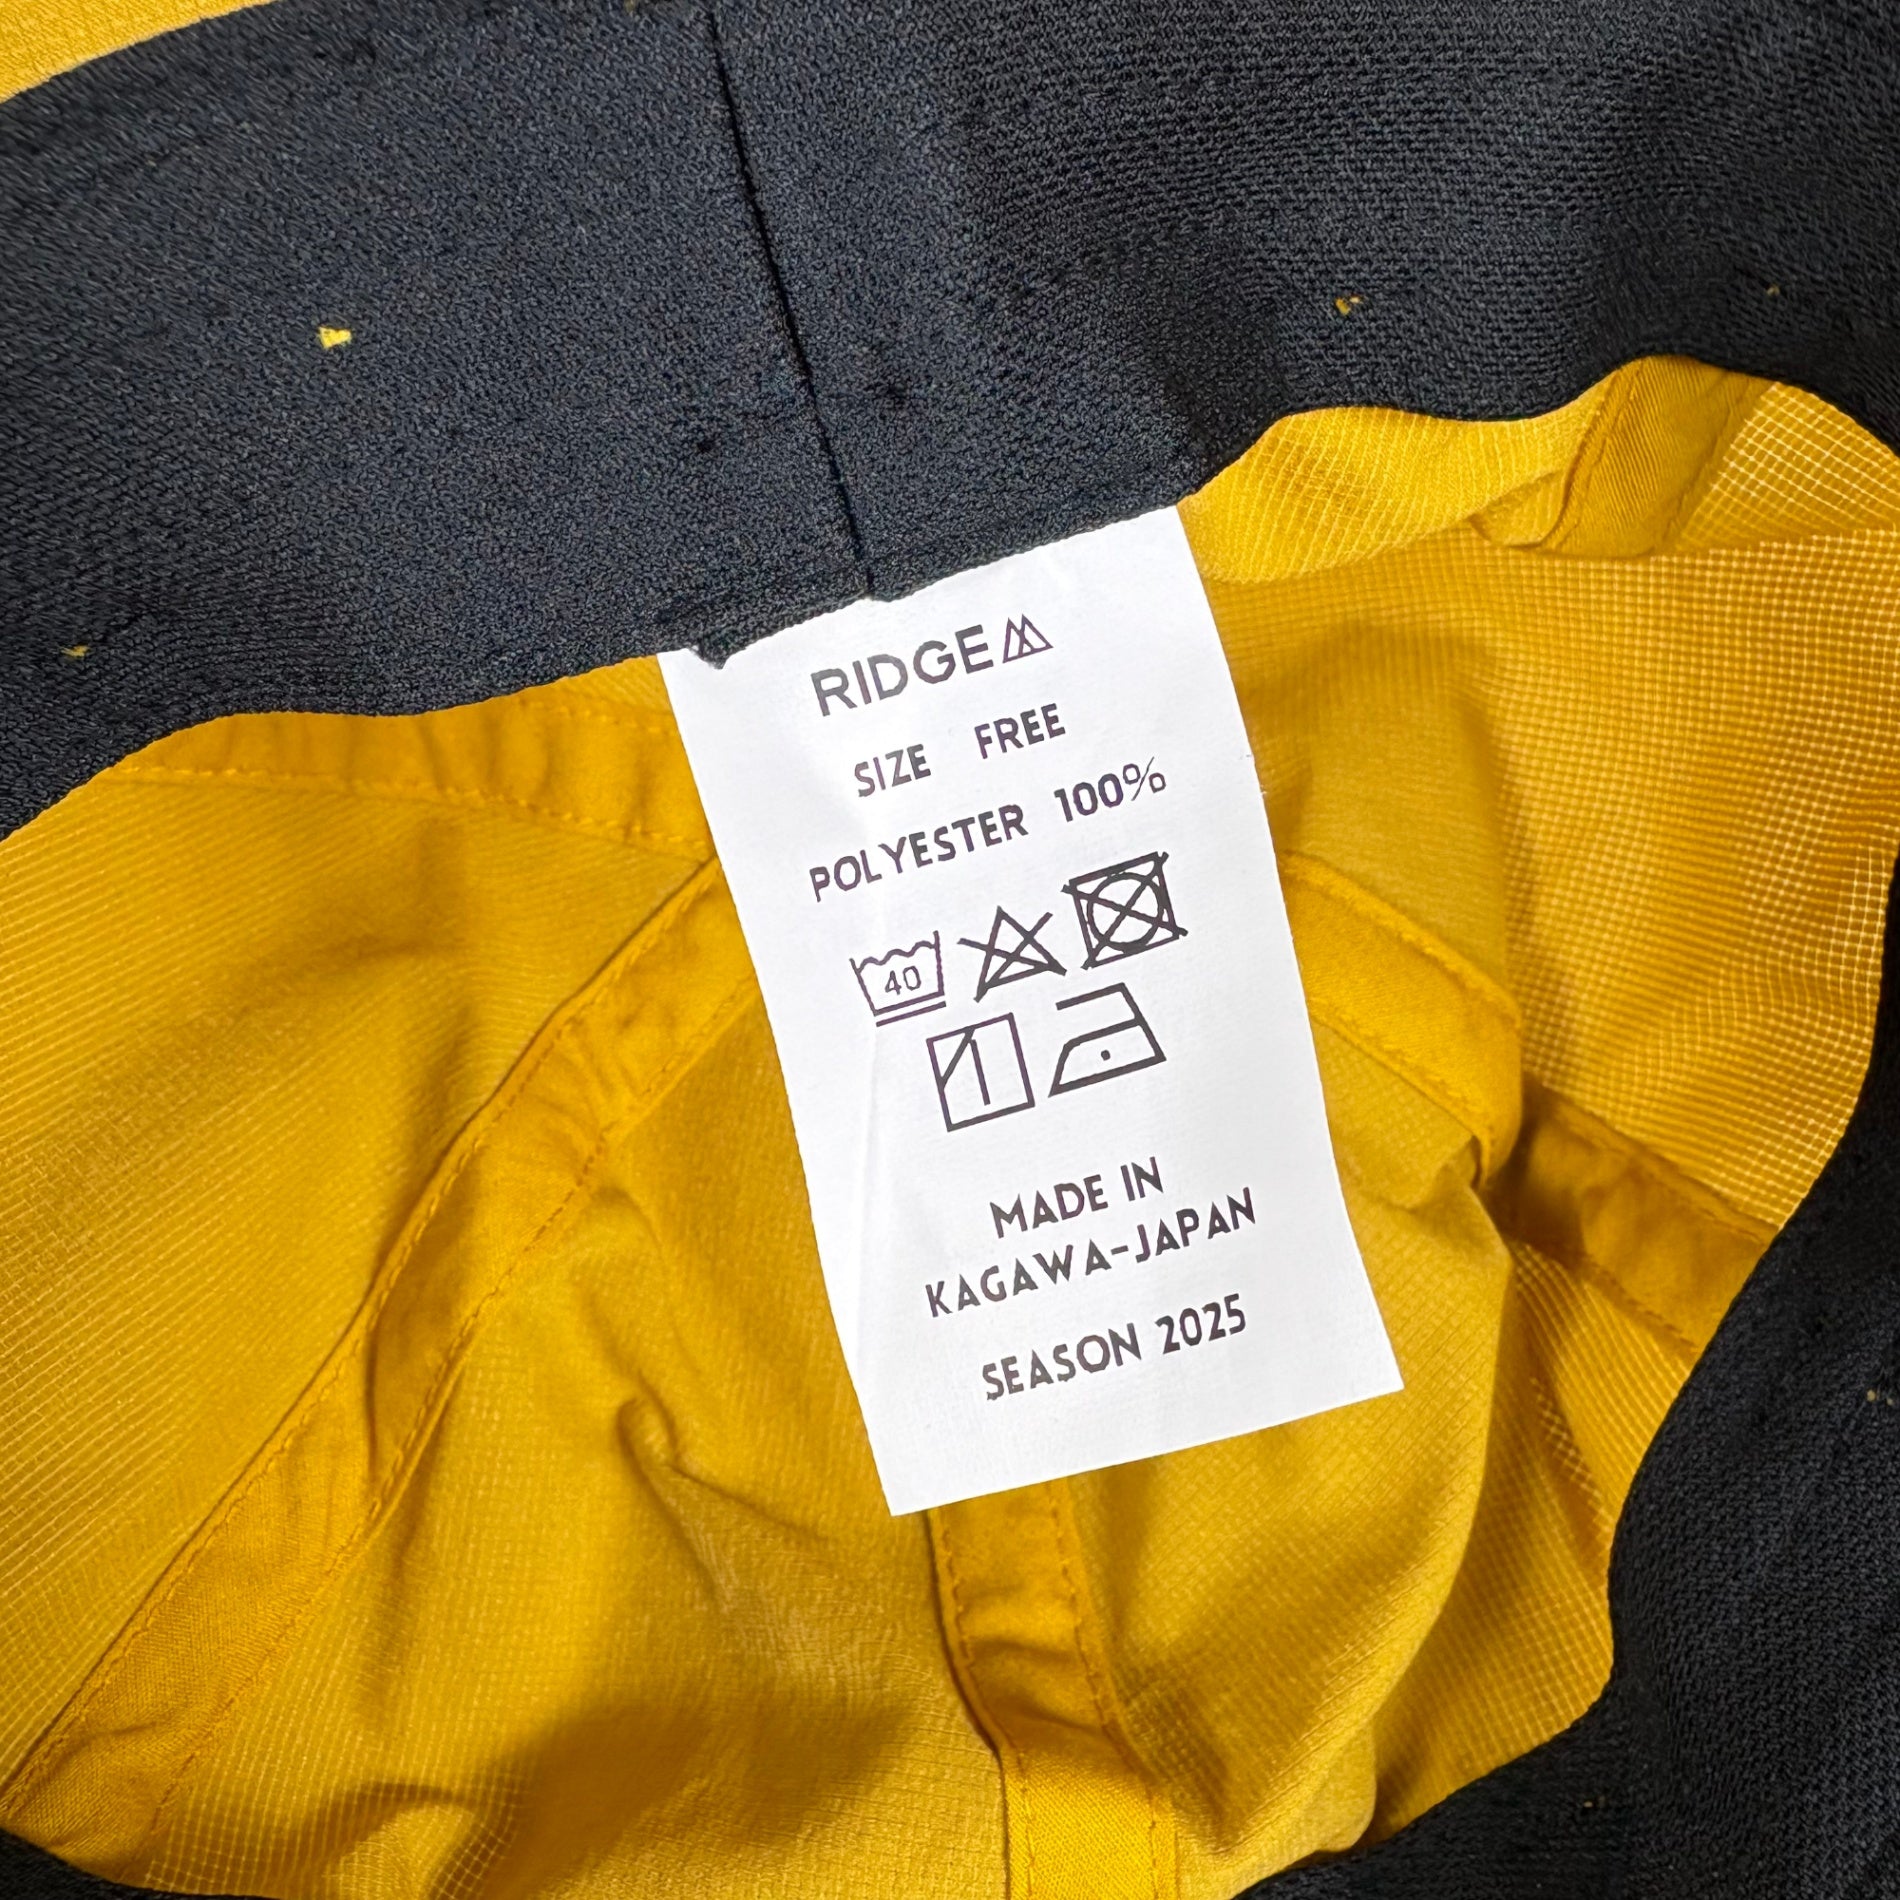 RIDGE
SIZE FREE
POLYESTER 100%
40
MADE IN
KAGAWA-JAPAN
SEASON 2025